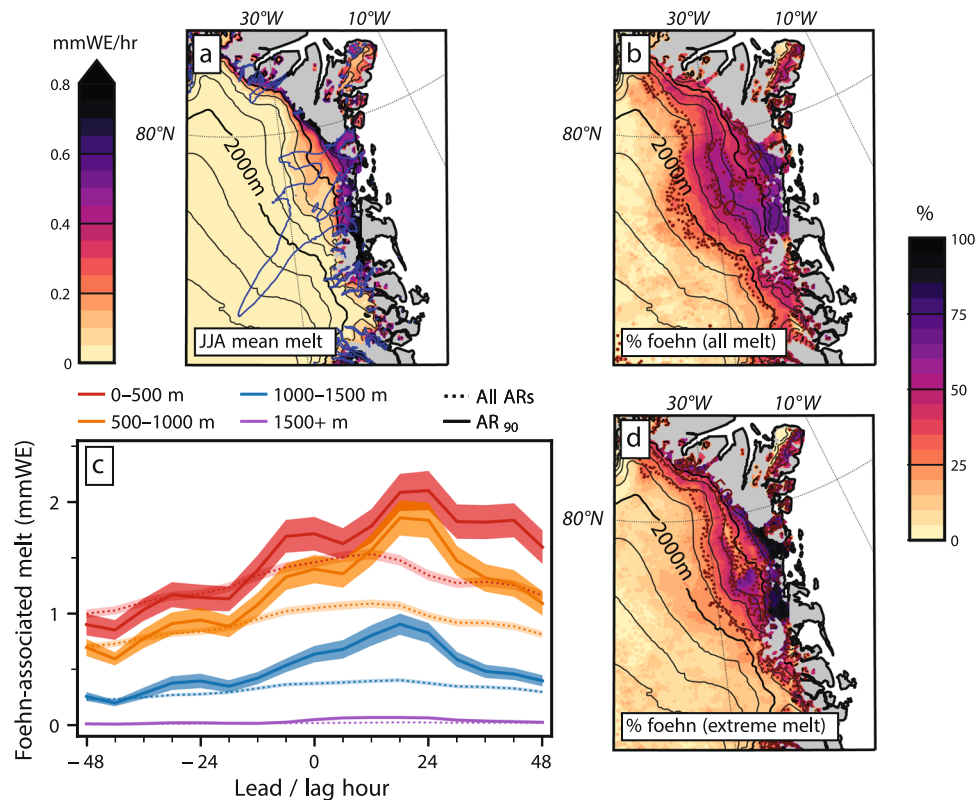 30°W 10°W
mmWE/hr
0.8
0.6
0.4
0.2
0
a
80°N
2000m
JJA mean melt
30°W 10°W
b
80°N
2000m
% foehn (all melt)
%
100
75
50
25
0
0–500 m
500–1000 m
1000–1500 m
1500+ m
All ARs
AR 90
c
Foehn-associated melt (mmWE)
2
1
0
−48 −24 0 24 48
Lead / lag hour
30°W 10°W
d
80°N
2000m
% foehn (extreme melt)